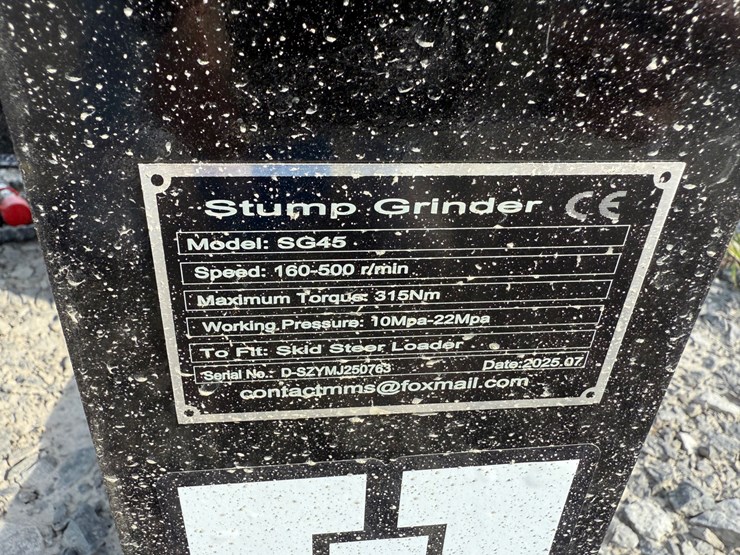 Stump Grinder CE
Model: SG45
Speed: 160-500 r/min
Maximum Torque: 315Nm
Working Pressure: 10Mpa-22Mpa
To Fit: Skid Steer Loader
Serial No.: D-SZYMJ250763 Date:2025.07
contactmms@foxmail.com